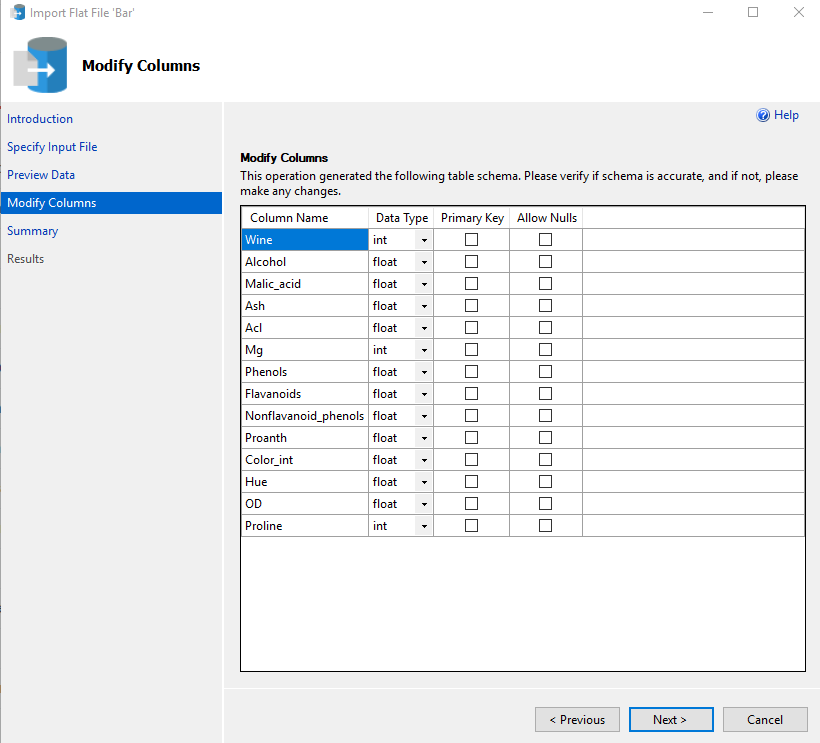 Import Flat File 'Bar'
Modify Columns
Introduction
Specify Input File
Preview Data
Modify Columns
Summary
Results
Help
Modify Columns
This operation generated the following table schema. Please verify if schema is accurate, and if not, please
make any changes.
Column Name Data Type Primary Key Allow Nulls
Wine int
Alcohol float
Malic_acid float
Ash float
Acl float
Mg int
Phenols float
Flavanoids float
Nonflavanoid_phenols float
Proanth float
Color_int float
Hue float
OD float
Proline int
< Previous Next > Cancel